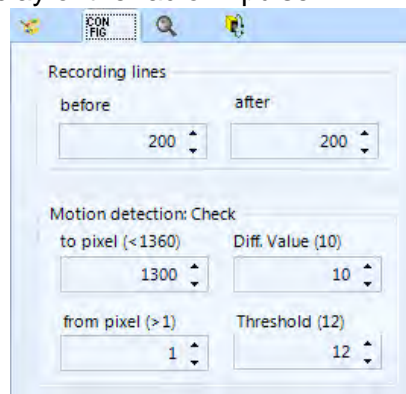 CON
FIG
Recording lines
before after
200 200
Motion detection: Check
to pixel (<1360) Diff. Value (10)
1300 10
from pixel (>1) Threshold (12)
1 12